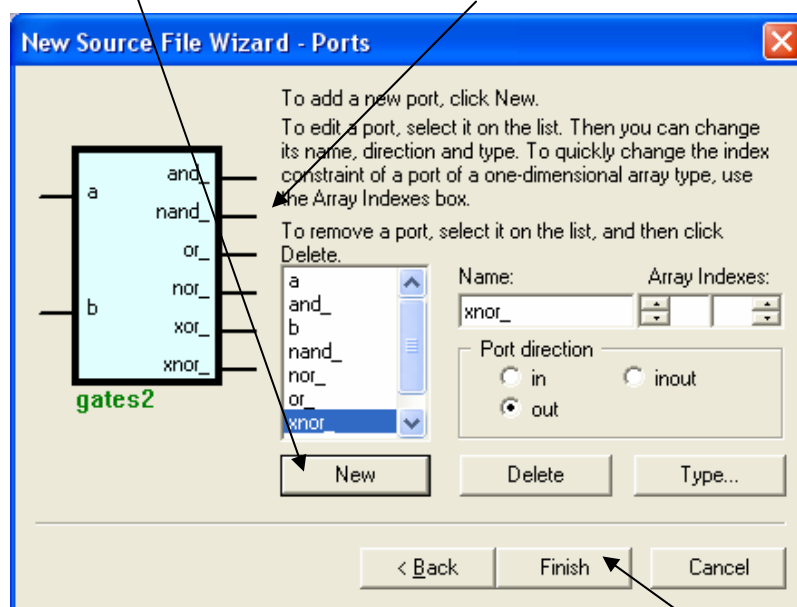 New Source File Wizard - Ports
To add a new port, click New.
To edit a port, select it on the list. Then you can change
its name, direction and type. To quickly change the index
constraint of a port of a one-dimensional array type, use
the Array Indexes box.
To remove a port, select it on the list, and then click
Delete.
a
b
and_
nand_
or_
nor_
xor_
xnor_
gates2
a
and_
b
nand_
nor_
or_
xnor_
Name:
Array Indexes:
xnor_
Port direction
in
inout
out
New
Delete
Type...
< Back
Finish
Cancel